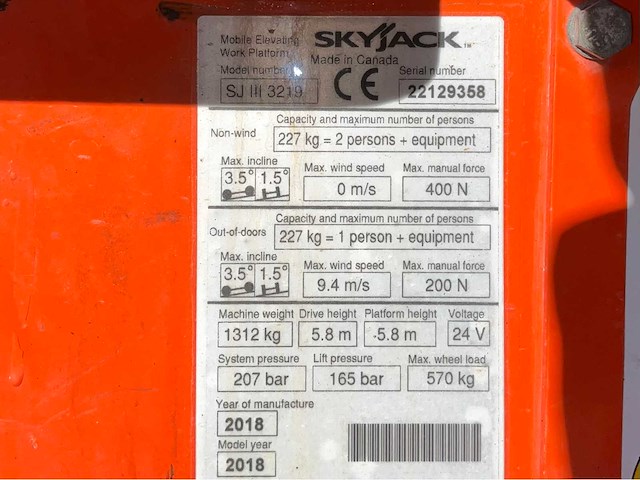 Mobile Elevating SKYJACK™
Work Platform Made in Canada
Model number CE Serial number
SJ III 3219 22129358
Capacity and maximum number of persons
Non-wind 227 kg = 2 persons + equipment
Max. incline Max. wind speed Max. manual force
3.5° 1.5° 0 m/s 400 N
Capacity and maximum number of persons
Out-of-doors 227 kg = 1 person + equipment
Max. incline Max. wind speed Max. manual force
3.5° 1.5° 9.4 m/s 200 N
Machine weight Drive height Platform height Voltage
1312 kg 5.8 m .5.8 m 24 V
System pressure Lift pressure Max. wheel load
207 bar 165 bar 570 kg
Year of manufacture
2018
Model year
2018